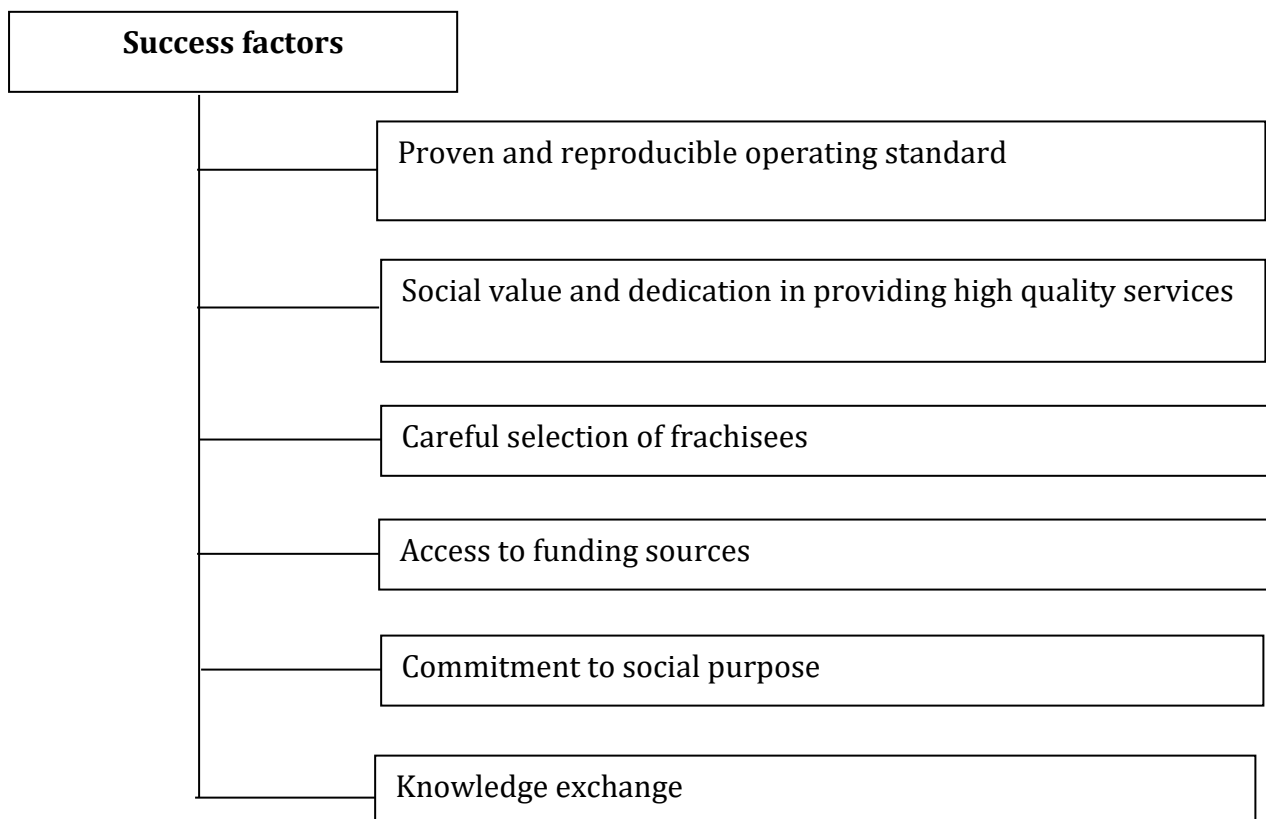 Success factors
Proven and reproducible operating standard
Social value and dedication in providing high quality services
Careful selection of frachisees
Access to funding sources
Commitment to social purpose
Knowledge exchange